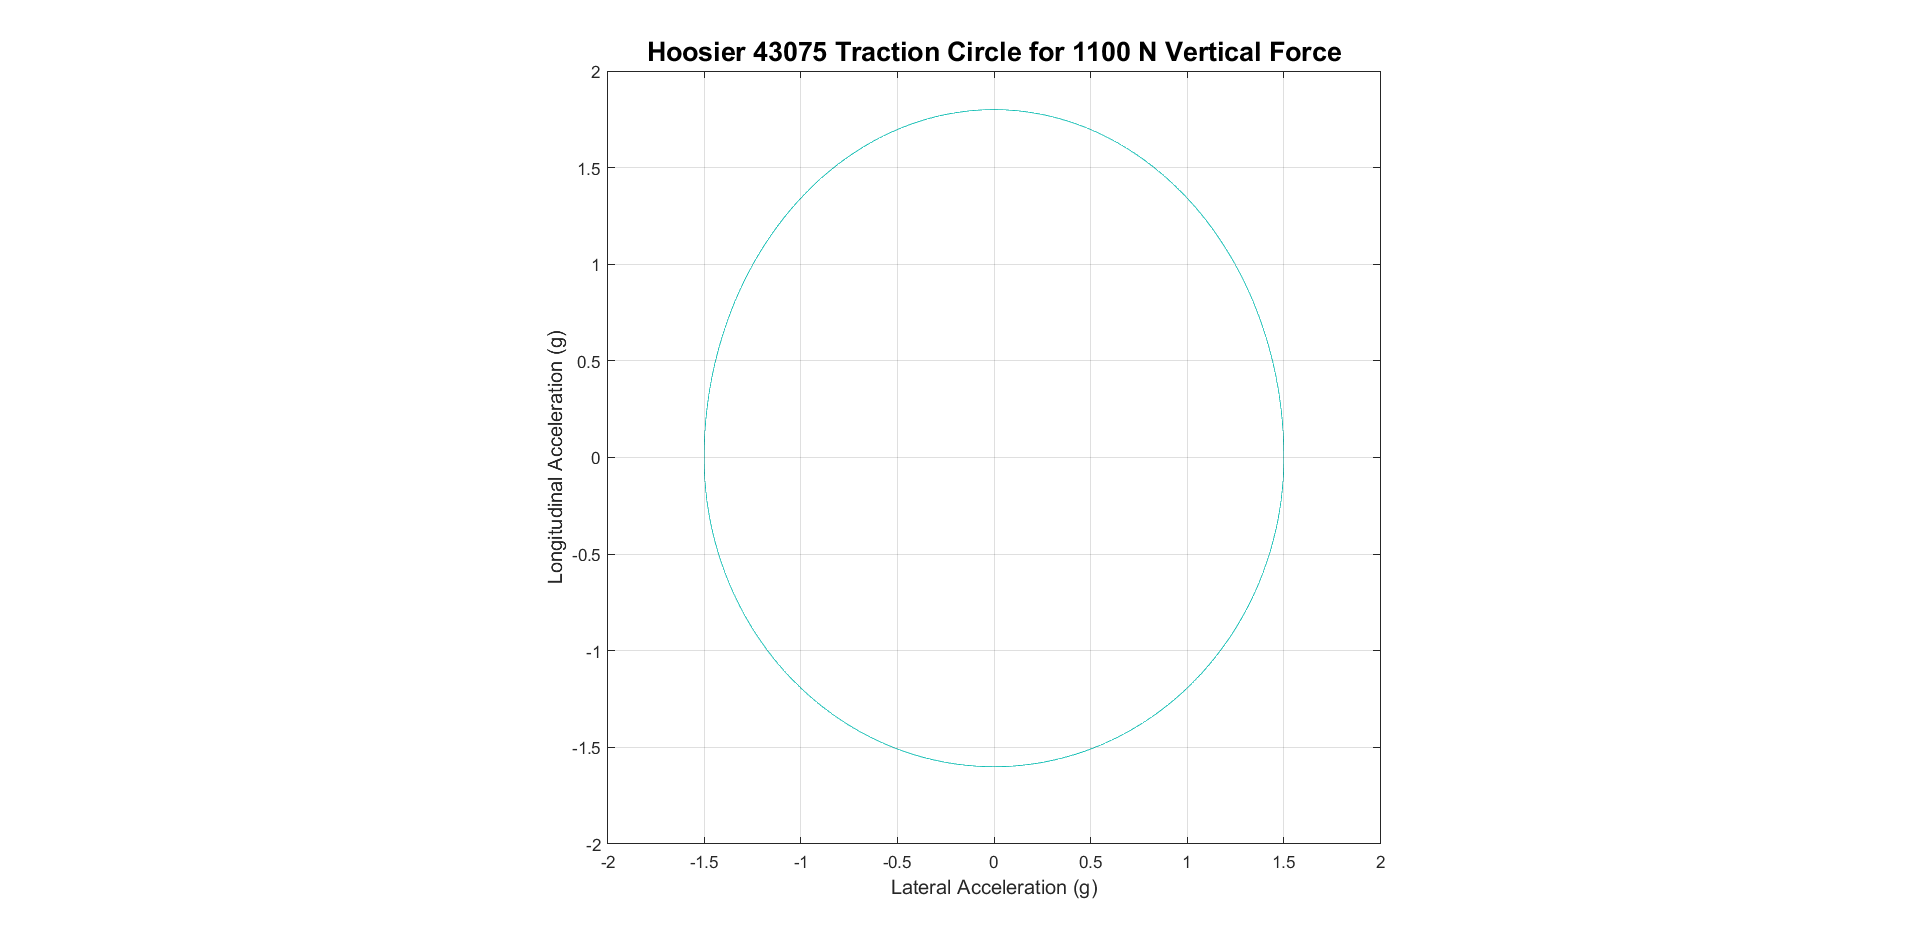 Hoosier 43075 Traction Circle for 1100 N Vertical Force
2
1.5
1
0.5
0
-0.5
-1
-1.5
-2
Longitudinal Acceleration (g)
-2 -1.5 -1 -0.5 0 0.5 1 1.5 2
Lateral Acceleration (g)